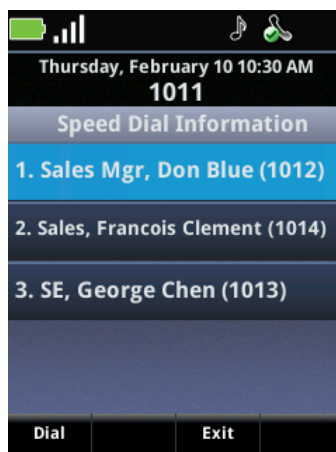 Thursday, February 10 10:30 AM
1011
Speed Dial Information
1. Sales Mgr, Don Blue (1012)
2. Sales, Francois Clement (1014)
3. SE, George Chen (1013)
Dial
Exit